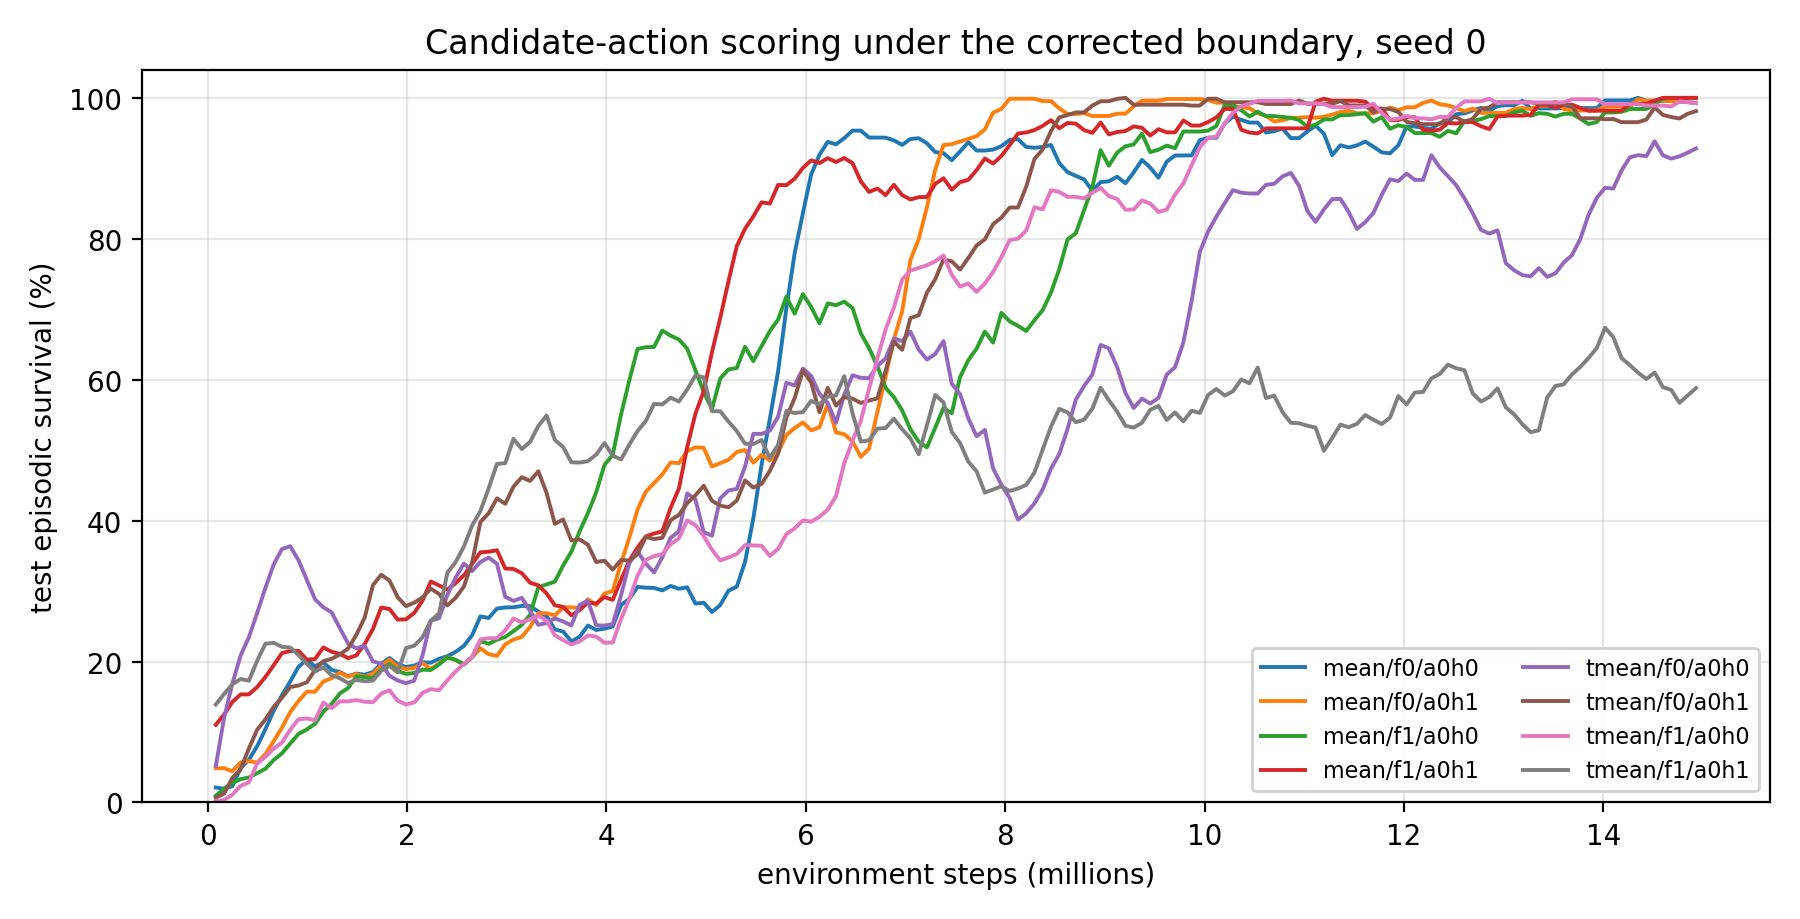 Candidate-action scoring under the corrected boundary, seed 0
test episodic survival (%)
100
80
60
40
20
0
0 2 4 6 8 10 12 14
environment steps (millions)
mean/f0/a0h0
mean/f0/a0h1
mean/f1/a0h0
mean/f1/a0h1
tmean/f0/a0h0
tmean/f0/a0h1
tmean/f1/a0h0
tmean/f1/a0h1